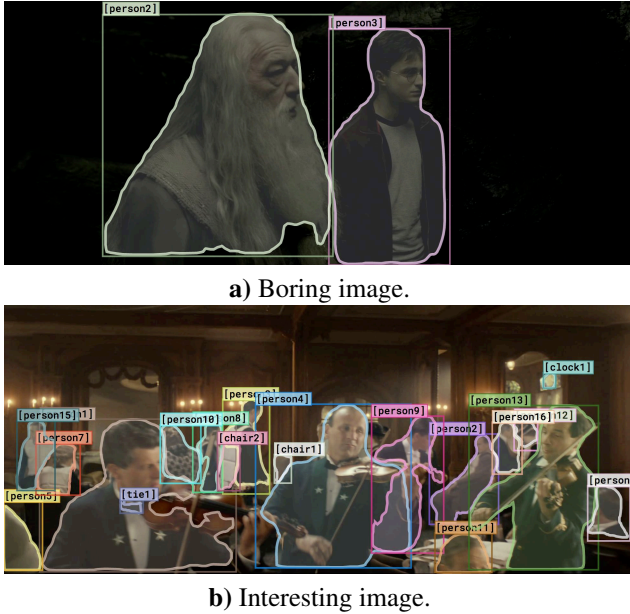 [person2]
[person3]
a) Boring image.
[clock1]
[person4]
[person13]
[person15]
[person10]
[person9]
[person16]
[person7]
[chair2]
[chair1]
[person2]
[person5]
[tie1]
[person11]
b) Interesting image.